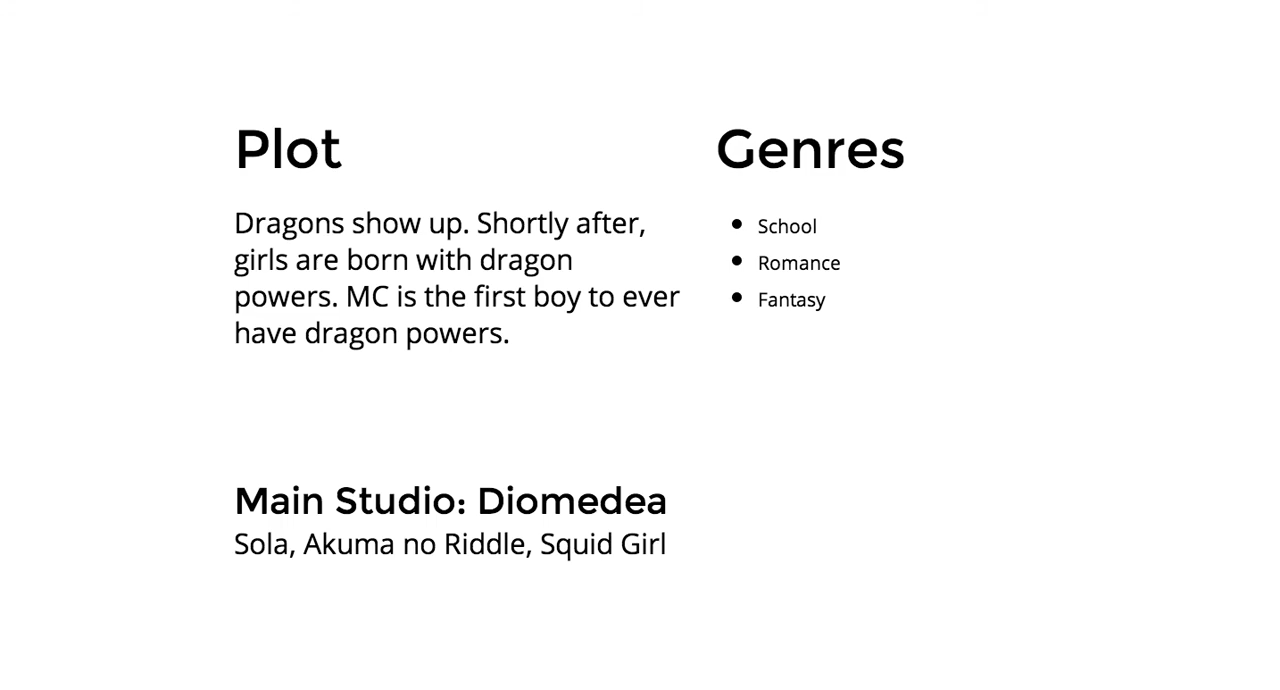 Plot
Dragons show up. Shortly after,
girls are born with dragon
powers. MC is the first boy to ever
have dragon powers.
Genres
School
Romance
Fantasy
Main Studio: Diomedea
Sola, Akuma no Riddle, Squid Girl